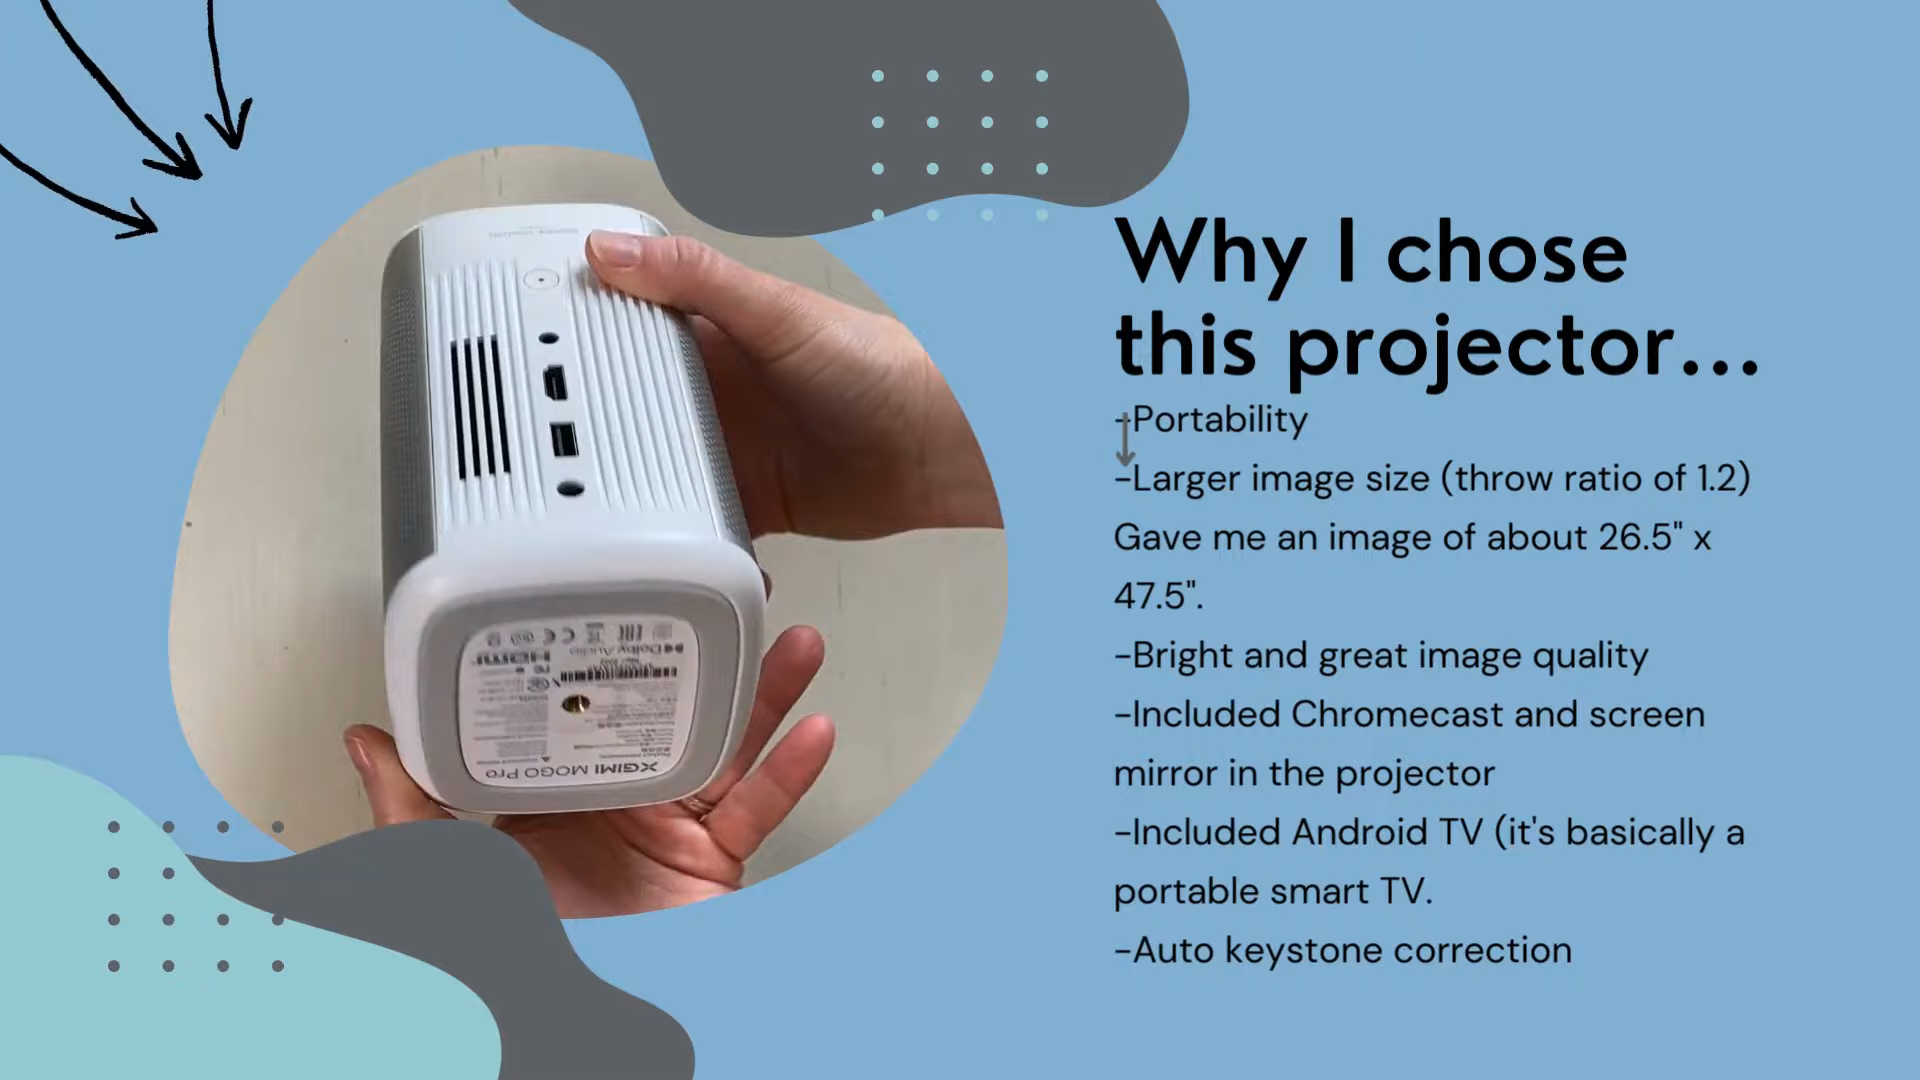 Why I chose
this projector...
-Portability
-Larger image size (throw ratio of 1.2)
Gave me an image of about 26.5" x
47.5".
-Bright and great image quality
-Included Chromecast and screen
mirror in the projector
-Included Android TV (it's basically a
portable smart TV.
-Auto keystone correction
EAC
Dolby Audio
HDMI
XGIMI MOGO Pro